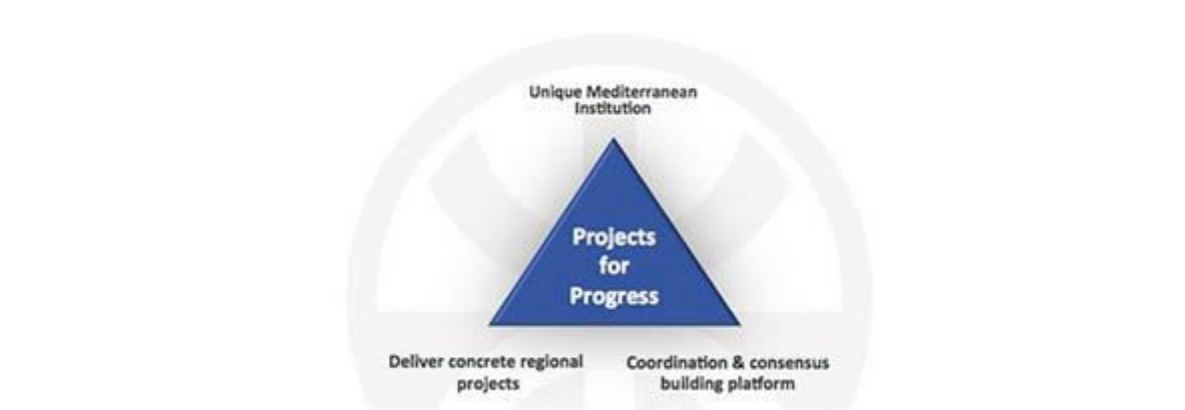 Unique Mediterranean
Institution
Projects
for
Progress
Deliver concrete regional
projects
Coordination & consensus
building platform